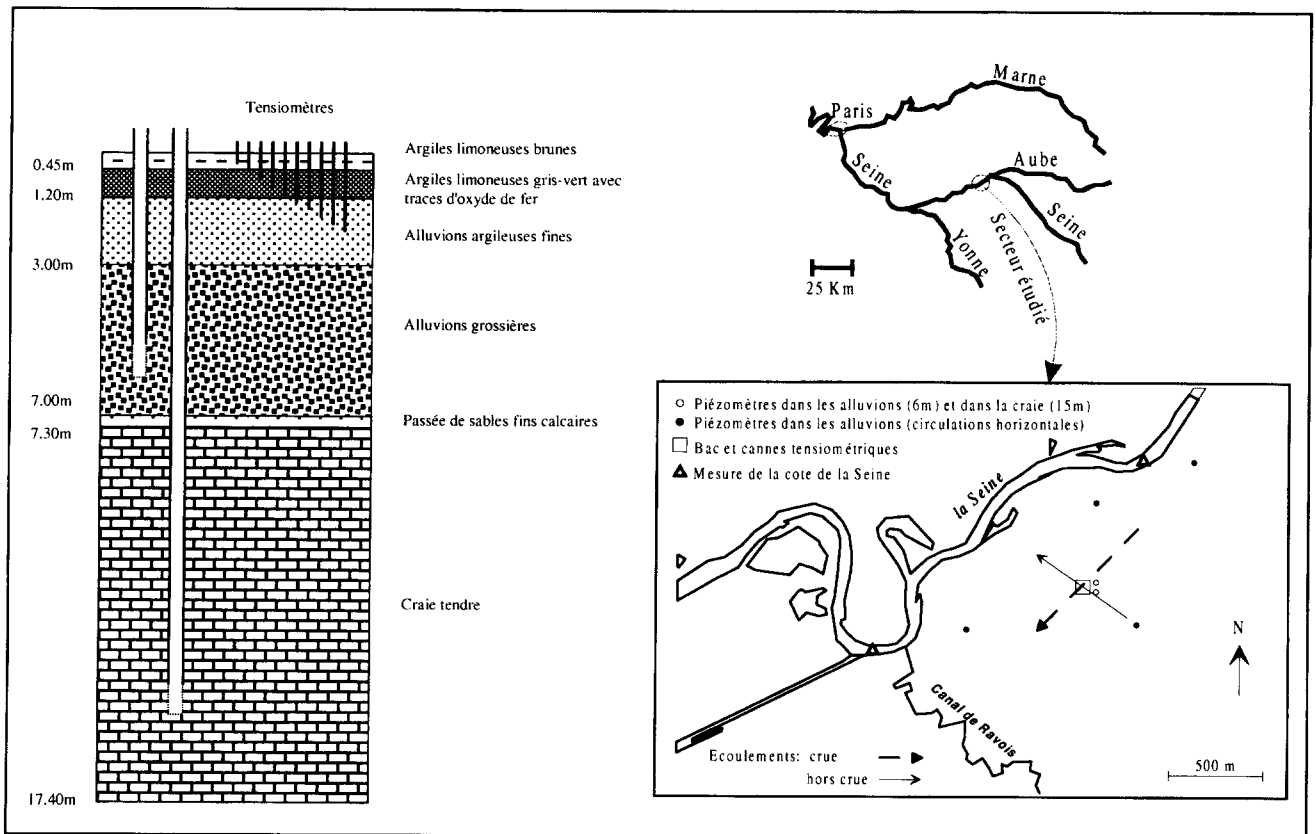 Tensiomètres
0.45m
1.20m
3.00m
7.00m
7.30m
17.40m
Argiles limoneuses brunes
Argiles limoneuses gris-vert avec
traces d'oxyde de fer
Alluvions argileuses fines
Alluvions grossières
Passée de sables fins calcaires
Craie tendre
Marne
Paris
Seine
Aube
Seine
Yonne
Secteur étudié
25 Km
Piézomètres dans les alluvions (6m) et dans la craie (15m)
Piézomètres dans les alluvions (circulations horizontales)
Bac et cannes tensiométriques
Mesure de la cote de la Seine
la Seine
N
Canal de Ravois
Ecoulements: crue
hors crue
500 m